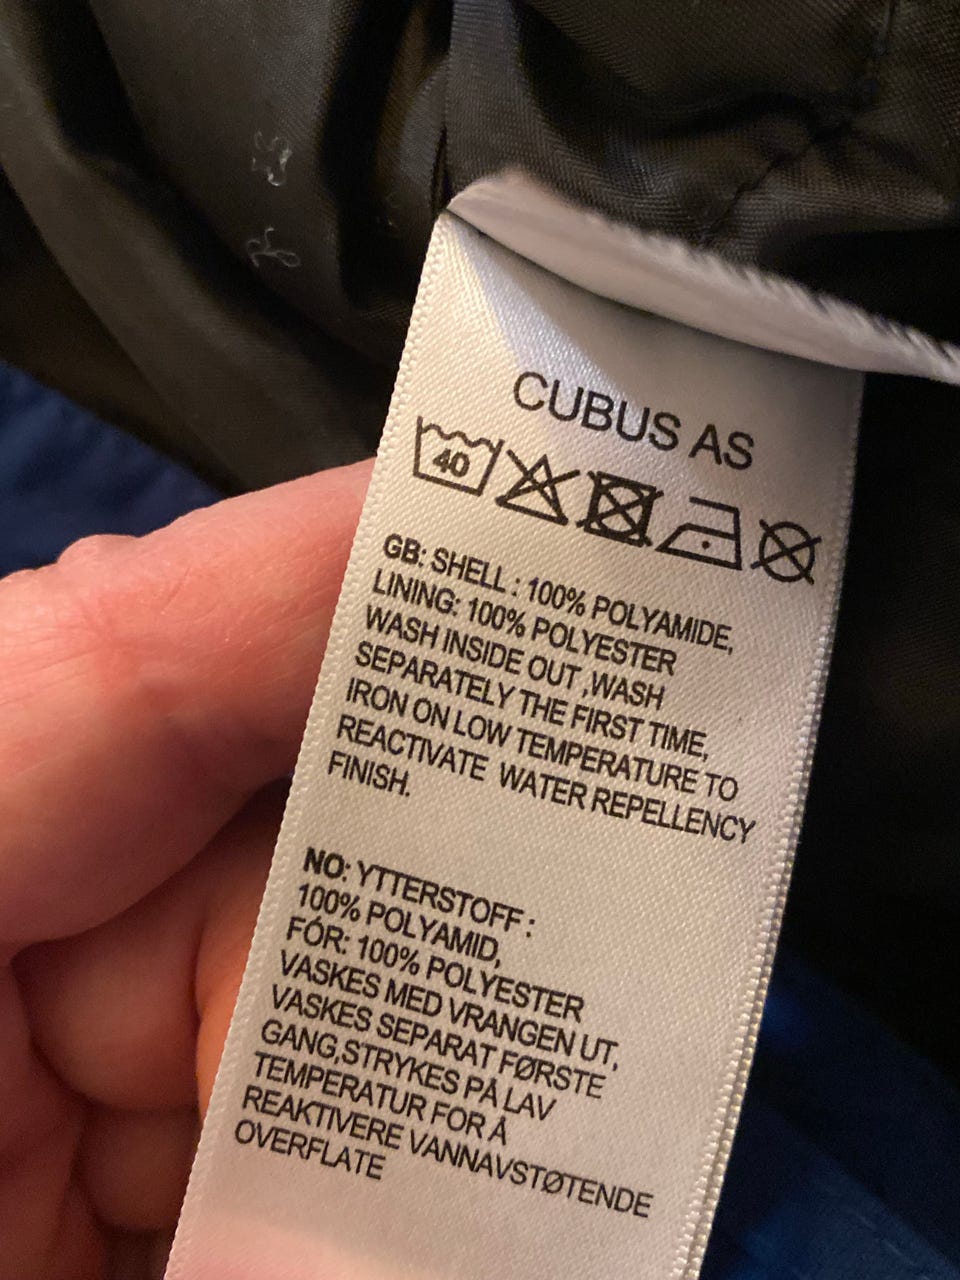 CUBUS AS
40
GB: SHELL : 100% POLYAMIDE,
LINING: 100% POLYESTER
WASH INSIDE OUT ,WASH
SEPARATELY THE FIRST TIME,
IRON ON LOW TEMPERATURE TO
REACTIVATE WATER REPELLENCY
FINISH.
NO: YTTERSTOFF :
100% POLYAMID,
FÓR: 100% POLYESTER
VASKES MED VRANGEN UT,
VASKES SEPARAT FØRSTE
GANG,STRYKES PÅ LAV
TEMPERATUR FOR Å
REAKTIVERE VANNAVSTØTENDE
OVERFLATE